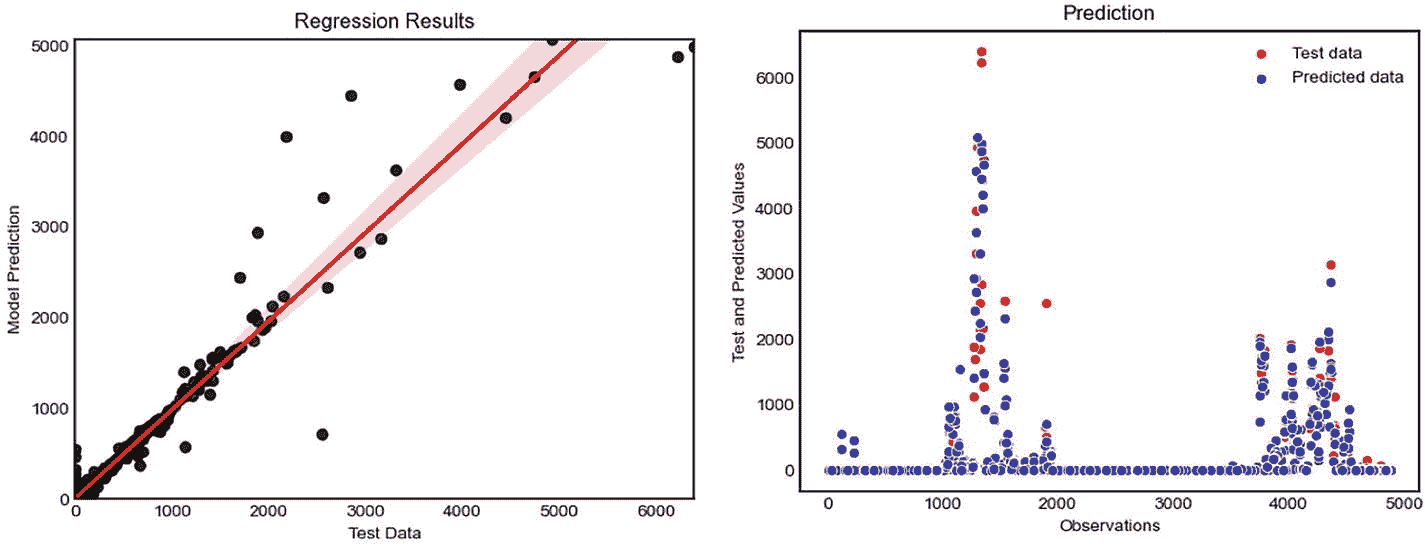 Regression Results
5000
4000
3000
2000
1000
0
Model Prediction
0 1000 2000 3000 4000 5000 6000
Test Data
Prediction
Test data
Predicted data
6000
5000
4000
3000
2000
1000
0
Test and Predicted Values
0 1000 2000 3000 4000 5000
Observations